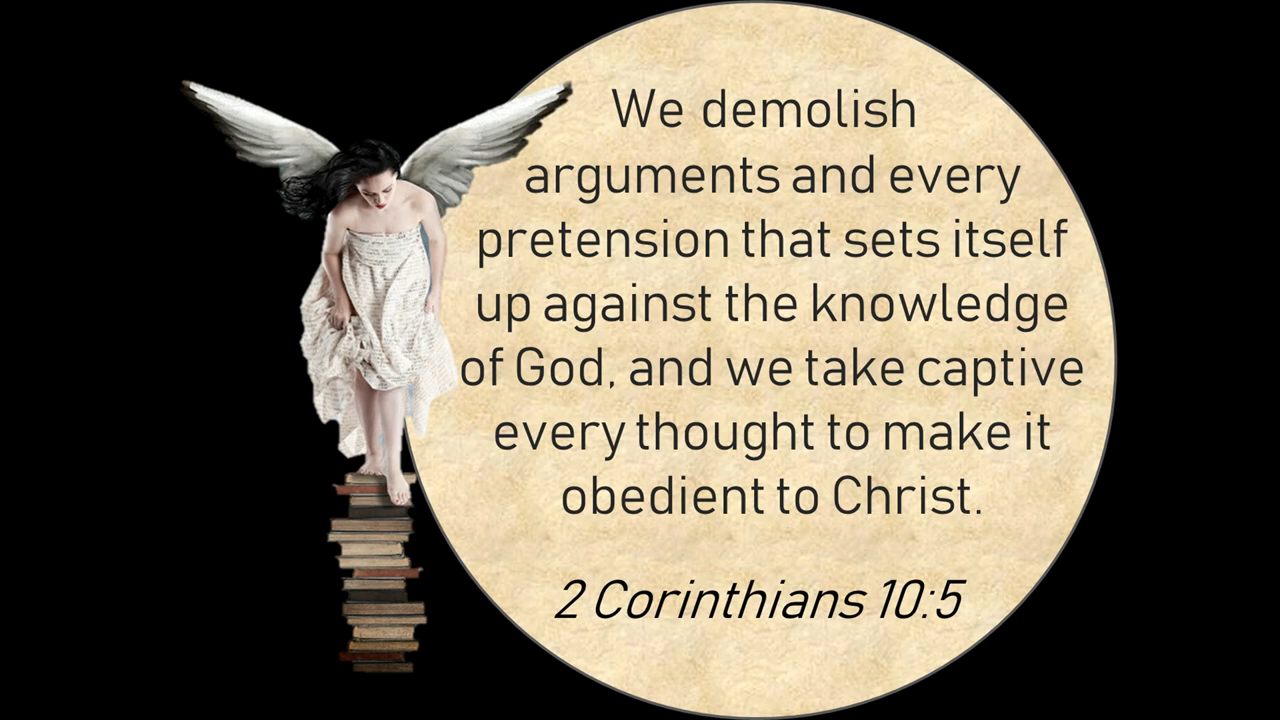 We demolish
arguments and every
pretension that sets itself
up against the knowledge
of God, and we take captive
every thought to make it
obedient to Christ.
2 Corinthians 10:5